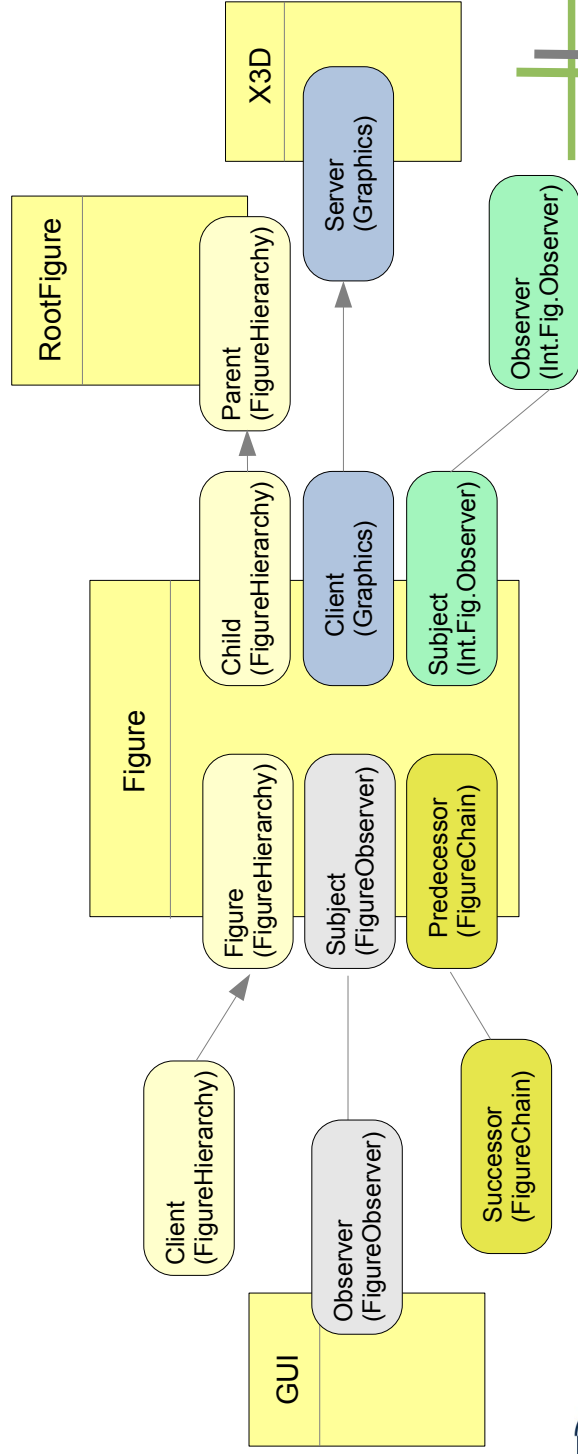 GUI
Client
(FigureHierarchy)
Observer
(FigureObserver)
Successor
(FigureChain)
Figure
Figure
(FigureHierarchy)
Subject
(FigureObserver)
Predecessor
(FigureChain)
Child
(FigureHierarchy)
Client
(Graphics)
Subject
(Int.Fig.Observer)
RootFigure
Parent
(FigureHierarchy)
X3D
Server
(Graphics)
Observer
(Int.Fig.Observer)